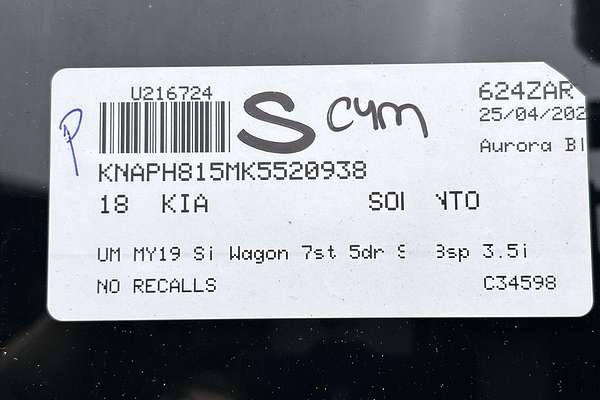 U216724
S cym
624ZAR
25/04/202
P
Aurora Bl
KNAPH815MK5520938
18 KIA SO NTO
UM MY19 Si Wagon 7st 5dr S 8sp 3.5i
NO RECALLS C34598